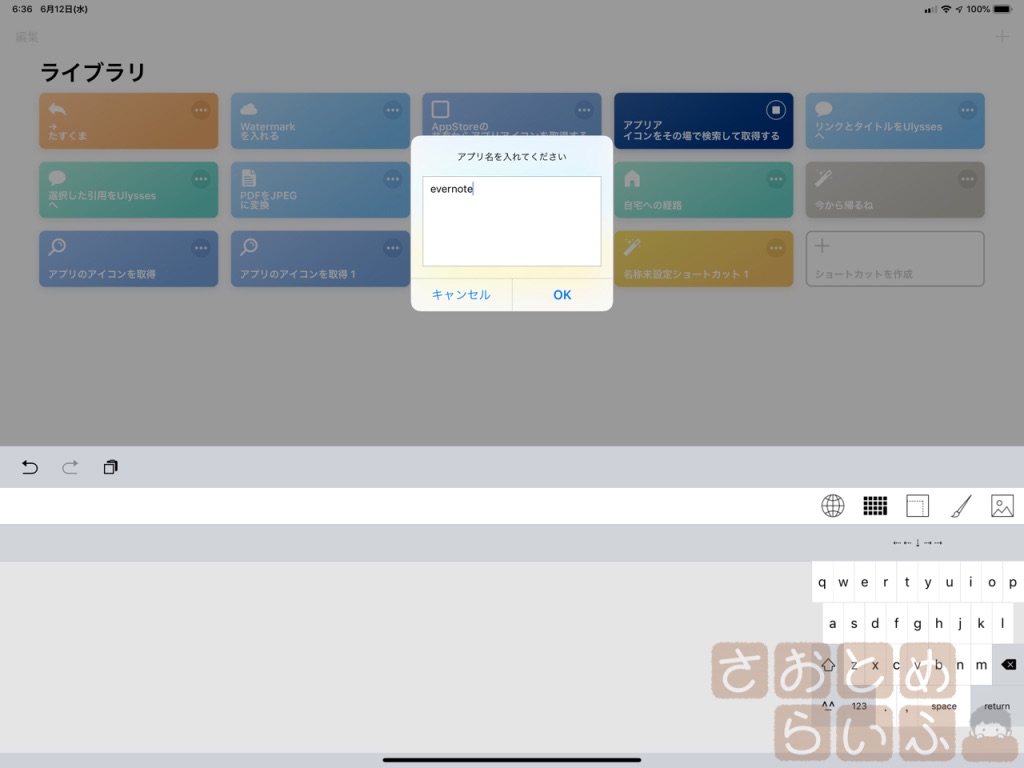 6:36 6月12日(水)
100%
編集
ライブラリ
→
たすくま
Watermark
を入れる
AppStoreの
アプリア
イコンをその場で検索して取得する
リンクとタイトルをUlysses
へ
アプリ名を入れてください
evernote
キャンセル
OK
選択した引用をUlysses
へ
PDFをJPEG
に変換
自宅への経路
今から帰るね
アプリのアイコンを取得
アプリのアイコンを取得 1
名称未設定ショートカット 1
ショートカットを作成
←← ↓ →→
q w e r t y u i o p
a s d f g h j k l
z x c v b n m
^^ 123 . , space return
さおとめ
らいふ